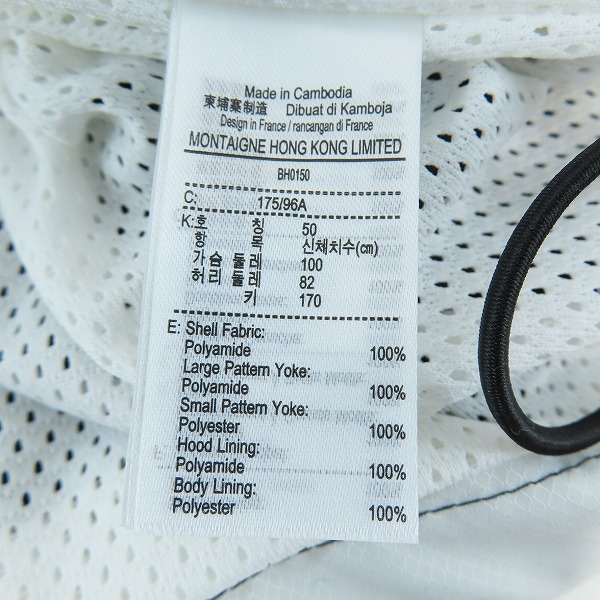 Made in Cambodia
柬埔寨制造 Dibuat di Kamboja
Design in France / rancangan di France
MONTAIGNE HONG KONG LIMITED
BH0150
C: 175/96A
K: 호 칭 50
항 목 신체치수(cm)
가슴 둘레 100
허리 둘레 82
키 170
E: Shell Fabric:
Polyamide 100%
Large Pattern Yoke:
Polyamide 100%
Small Pattern Yoke:
Polyester 100%
Hood Lining:
Polyamide 100%
Body Lining:
Polyester 100%